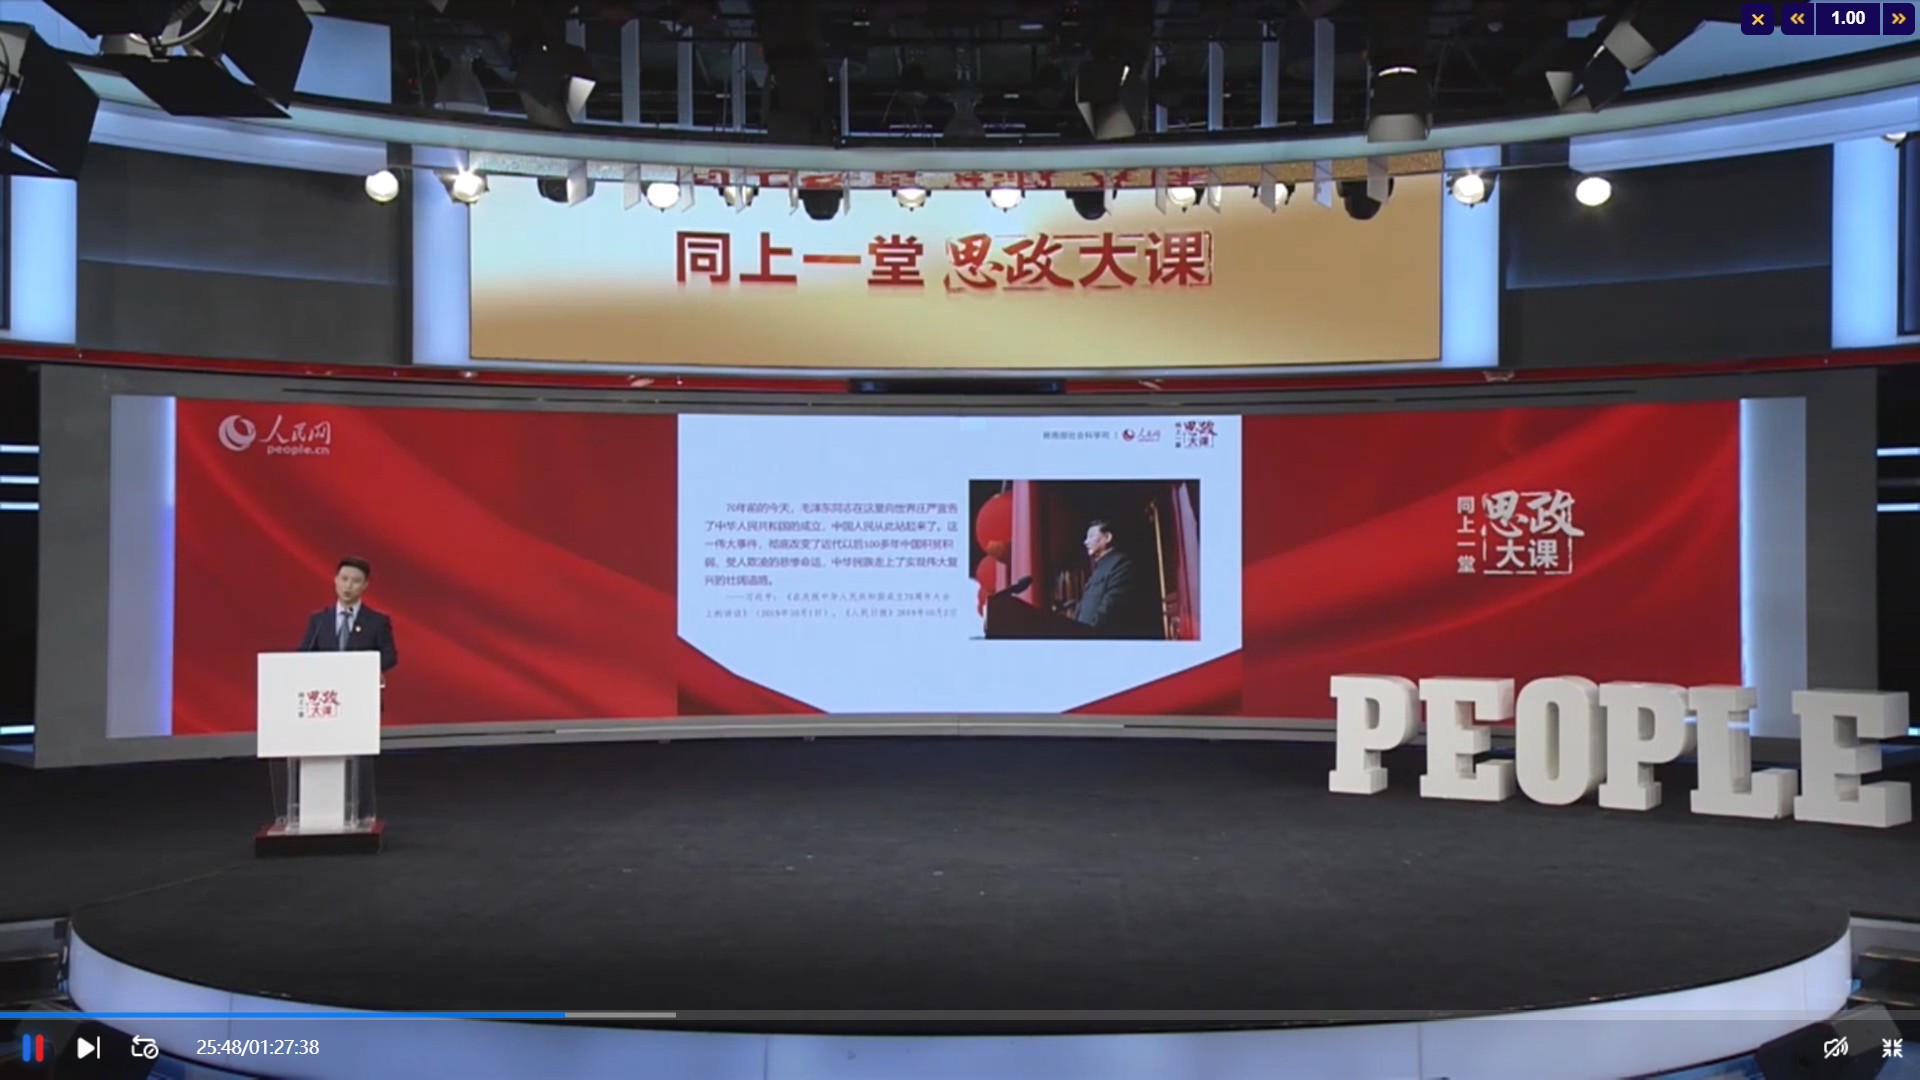 1.00
同上一堂思政大课
人民网
people.cn
教育部社会科学司 | 人民网 同上一堂思政大课
70年前的今天，毛泽东同志在这里向世界庄严宣告
了中华人民共和国的成立，中国人民从此站起来了。这
一伟大事件，彻底改变了近代以后100多年中国积贫积
弱、受人欺凌的悲惨命运，中华民族走上了实现伟大复
兴的壮阔道路。
——习近平：《在庆祝中华人民共和国成立70周年大会
上的讲话》（2019年10月1日），《人民日报》2019年10月2日
同上一堂
思政
大课
同上一堂
思政
大课
PEOPLE
25:48/01:27:38